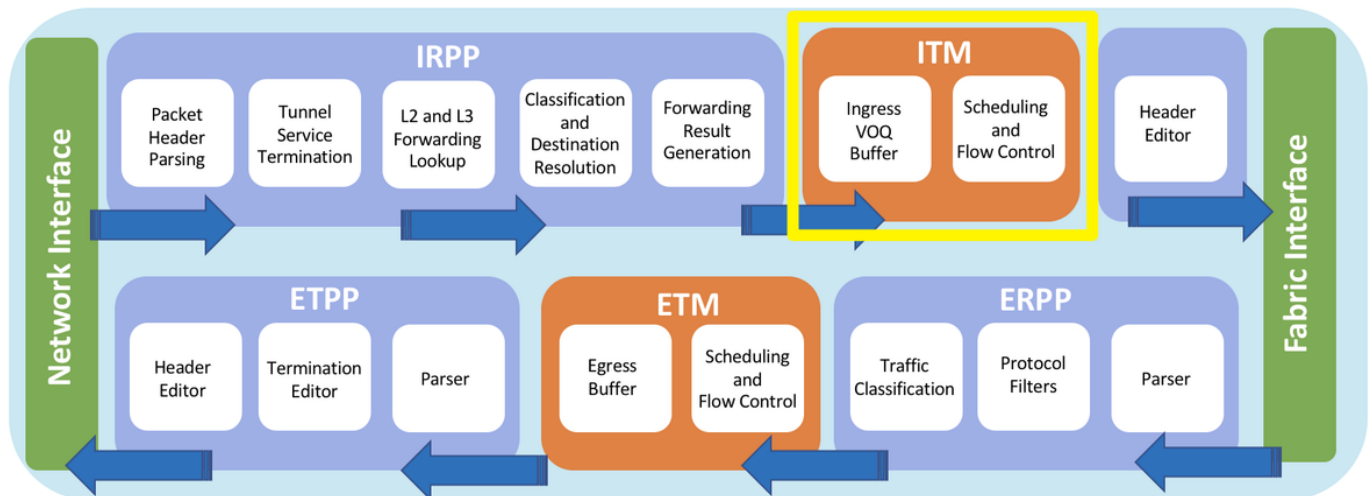 Network Interface
IRPP
Packet
Header
Parsing
Tunnel
Service
Termination
L2 and L3
Forwarding
Lookup
Classification
and
Destination
Resolution
Forwarding
Result
Generation
ITM
Ingress
VOQ
Buffer
Scheduling
and
Flow Control
Header
Editor
Fabric Interface
ETPP
Header
Editor
Termination
Editor
Parser
ETM
Egress
Buffer
Scheduling
and
Flow Control
ERPP
Traffic
Classification
Protocol
Filters
Parser